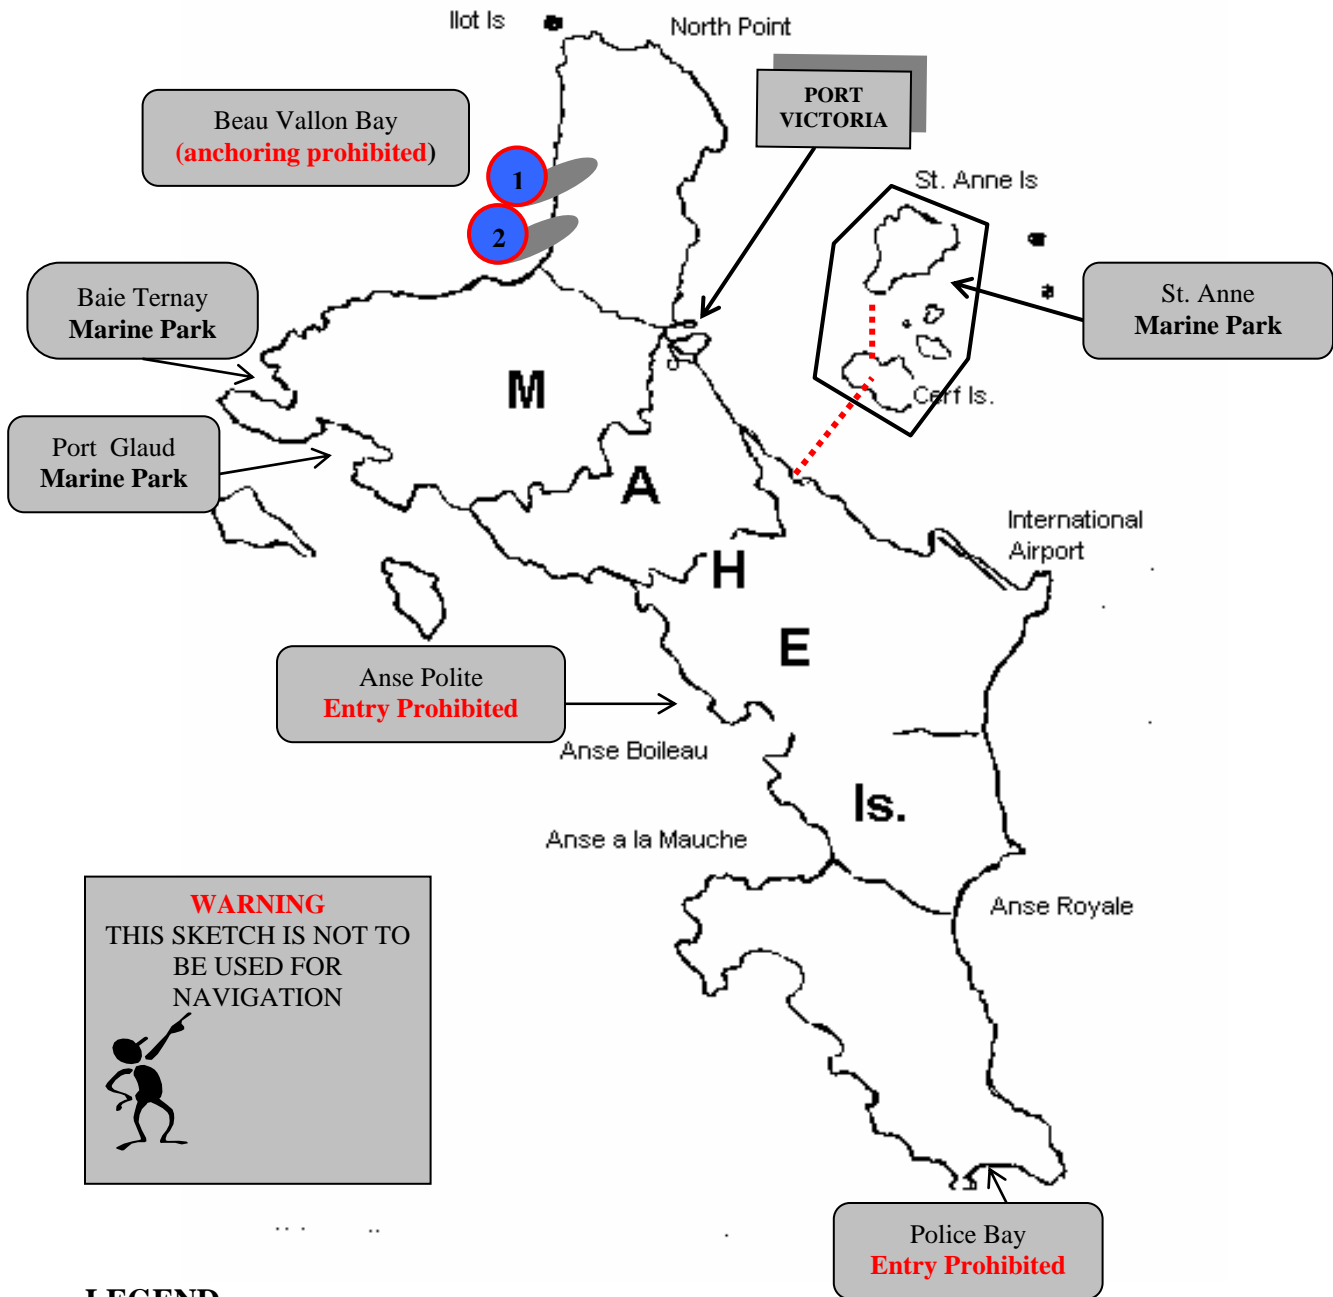 Ilot Is
North Point
PORT
VICTORIA
Beau Vallon Bay
(anchoring prohibited)
1
2
St. Anne Is
Baie Ternay
Marine Park
St. Anne
Marine Park
Cerf Is.
M
Port Glaud
Marine Park
A
International
Airport
H
E
Anse Polite
Entry Prohibited
Anse Boileau
Is.
Anse a la Mauche
WARNING
THIS SKETCH IS NOT TO
BE USED FOR
NAVIGATION
Anse Royale
Police Bay
Entry Prohibited
LEGEND